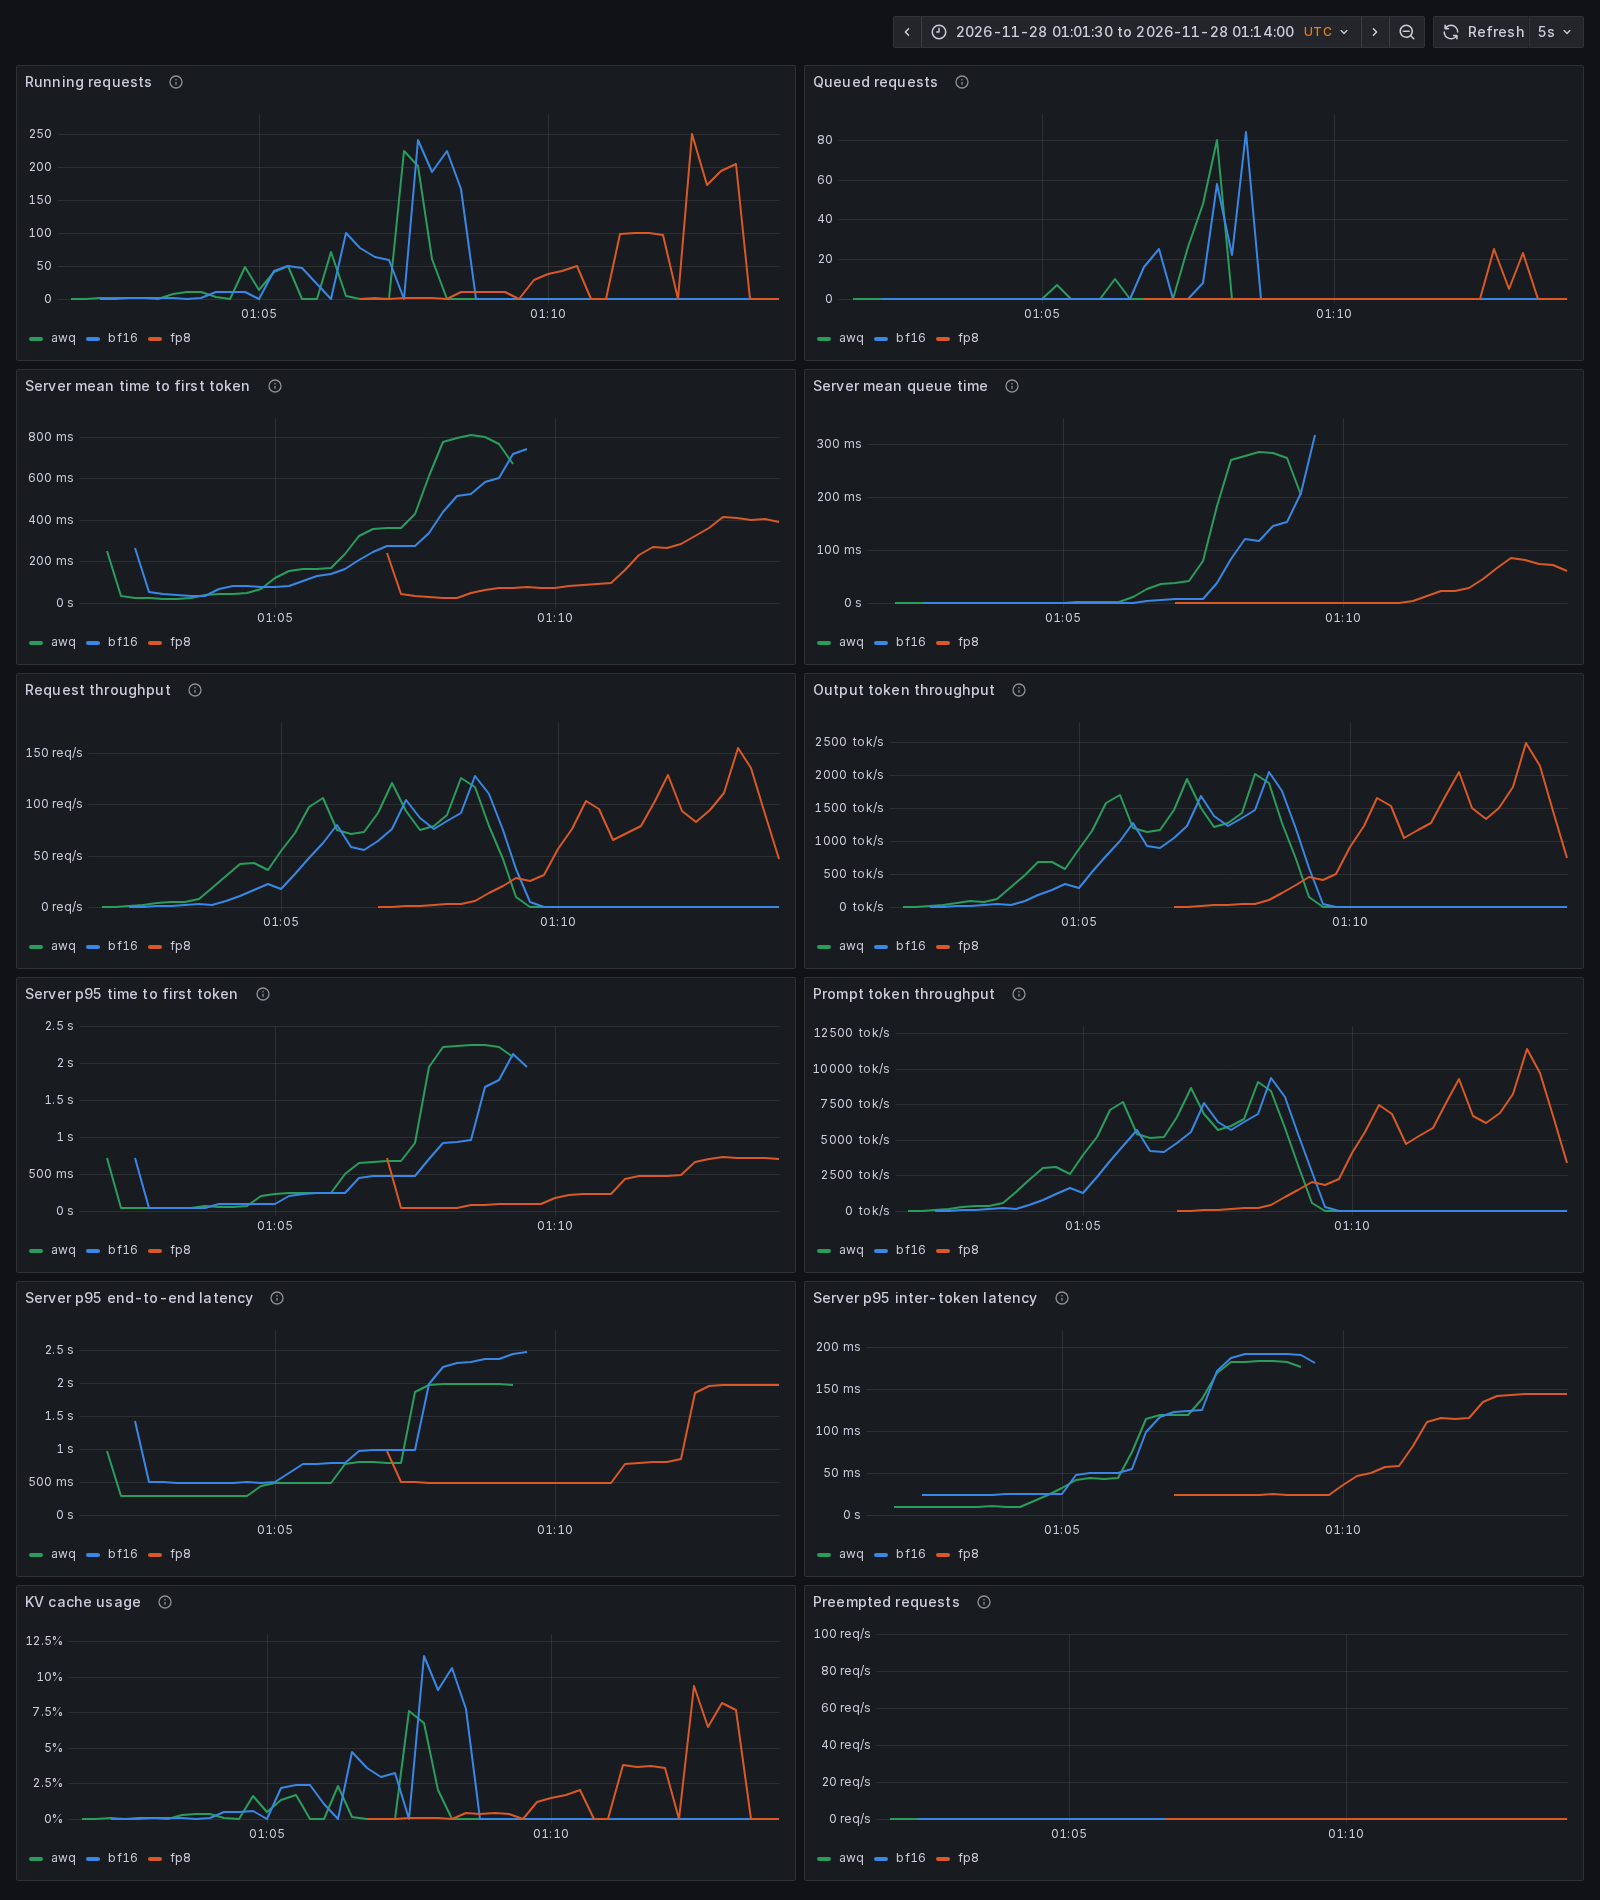 2026-11-28 01:01:30 to 2026-11-28 01:14:00 UTC Refresh 5s
Running requests
250
200
150
100
50
0
01:05 01:10
awq bf16 fp8
Queued requests
80
60
40
20
0
01:05 01:10
awq bf16 fp8
Server mean time to first token
800 ms
600 ms
400 ms
200 ms
0 s
01:05 01:10
awq bf16 fp8
Server mean queue time
300 ms
200 ms
100 ms
0 s
01:05 01:10
awq bf16 fp8
Request throughput
150 req/s
100 req/s
50 req/s
0 req/s
01:05 01:10
awq bf16 fp8
Output token throughput
2500 tok/s
2000 tok/s
1500 tok/s
1000 tok/s
500 tok/s
0 tok/s
01:05 01:10
awq bf16 fp8
Server p95 time to first token
2.5 s
2 s
1.5 s
1 s
500 ms
0 s
01:05 01:10
awq bf16 fp8
Prompt token throughput
12500 tok/s
10000 tok/s
7500 tok/s
5000 tok/s
2500 tok/s
0 tok/s
01:05 01:10
awq bf16 fp8
Server p95 end-to-end latency
2.5 s
2 s
1.5 s
1 s
500 ms
0 s
01:05 01:10
awq bf16 fp8
Server p95 inter-token latency
200 ms
150 ms
100 ms
50 ms
0 s
01:05 01:10
awq bf16 fp8
KV cache usage
12.5%
10%
7.5%
5%
2.5%
0%
01:05 01:10
awq bf16 fp8
Preempted requests
100 req/s
80 req/s
60 req/s
40 req/s
20 req/s
0 req/s
01:05 01:10
awq bf16 fp8